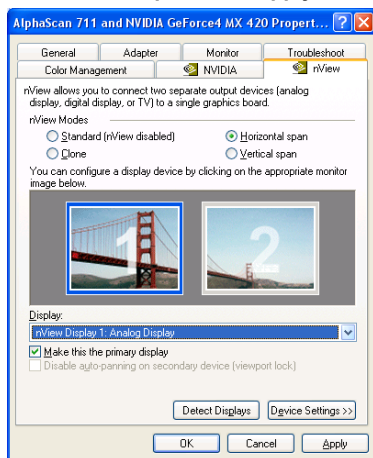 AlphaScan 711 and NVIDIA GeForce4 MX 420 Propert...
General Adapter Monitor Troubleshoot
Color Management NVIDIA nView
nView allows you to connect two separate output devices (analog
display, digital display, or TV) to a single graphics board.
nView Modes
Standard (nView disabled) Horizontal span
Clone Vertical span
You can configure a display device by clicking on the appropriate monitor
image below.
1 2
Display:
nView Display 1: Analog Display
Make this the primary display
Disable auto-panning on secondary device (viewport lock)
Detect Displays Device Settings >>
OK Cancel Apply